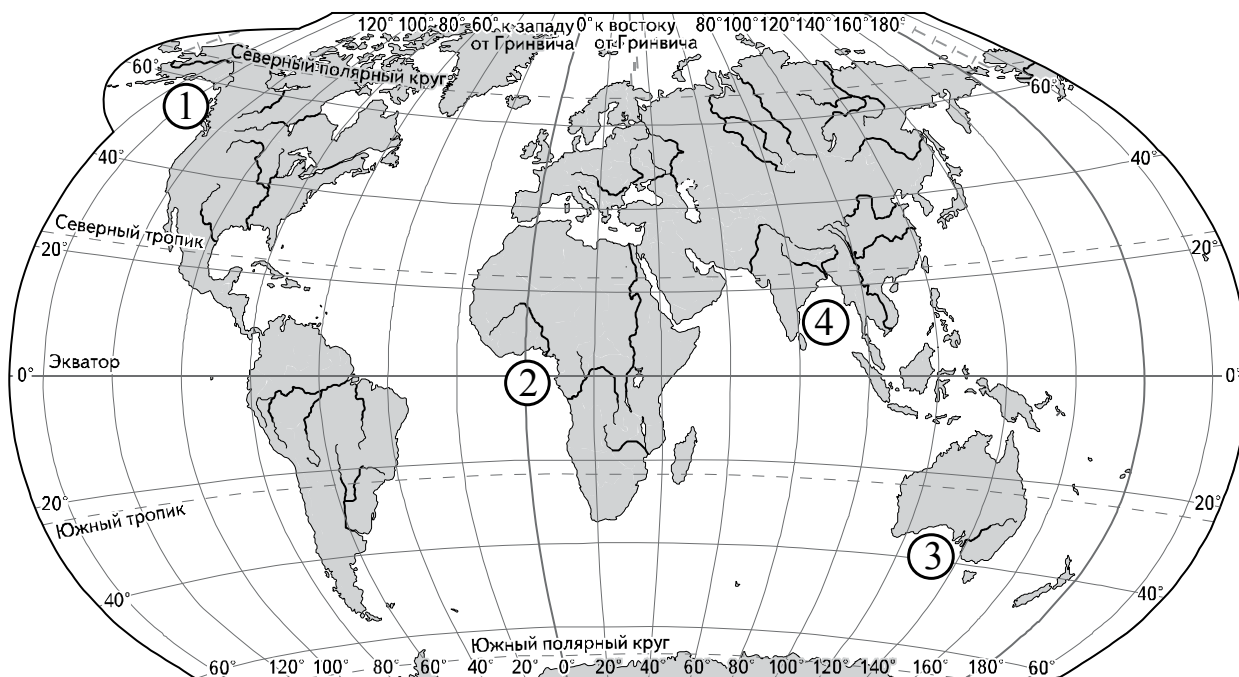 120° 100° 80° 60° к западу 0° к востоку 80° 100° 120° 140° 160° 180°
от Гринвича от Гринвича
Северный полярный круг
60° 60°
1
40° 40°
Северный тропик
20° 20°
4
Экватор
0° 0°
2
20° 20°
Южный тропик
3
40° 40°
Южный полярный круг
60° 120° 100° 80° 60° 40° 20° 0° 20° 40° 60° 80° 100° 120° 140° 180° 60°